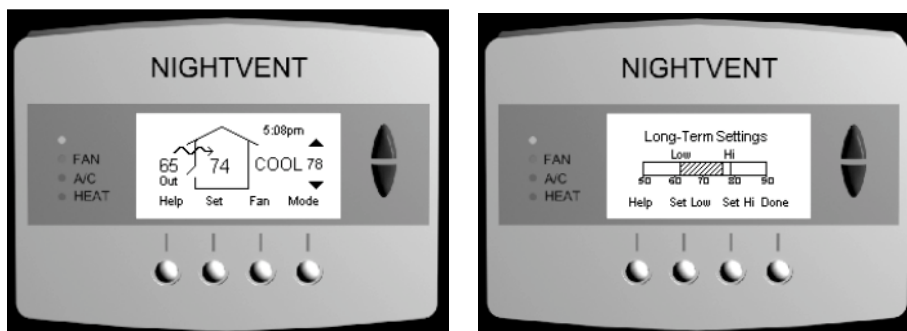 NIGHTVENT
5:08pm
65 74 COOL 78
Out
Help Set Fan Mode
FAN
A/C
HEAT
NIGHTVENT
Long-Term Settings
Low Hi
50 60 70 80 90
Help Set Low Set Hi Done
FAN
A/C
HEAT